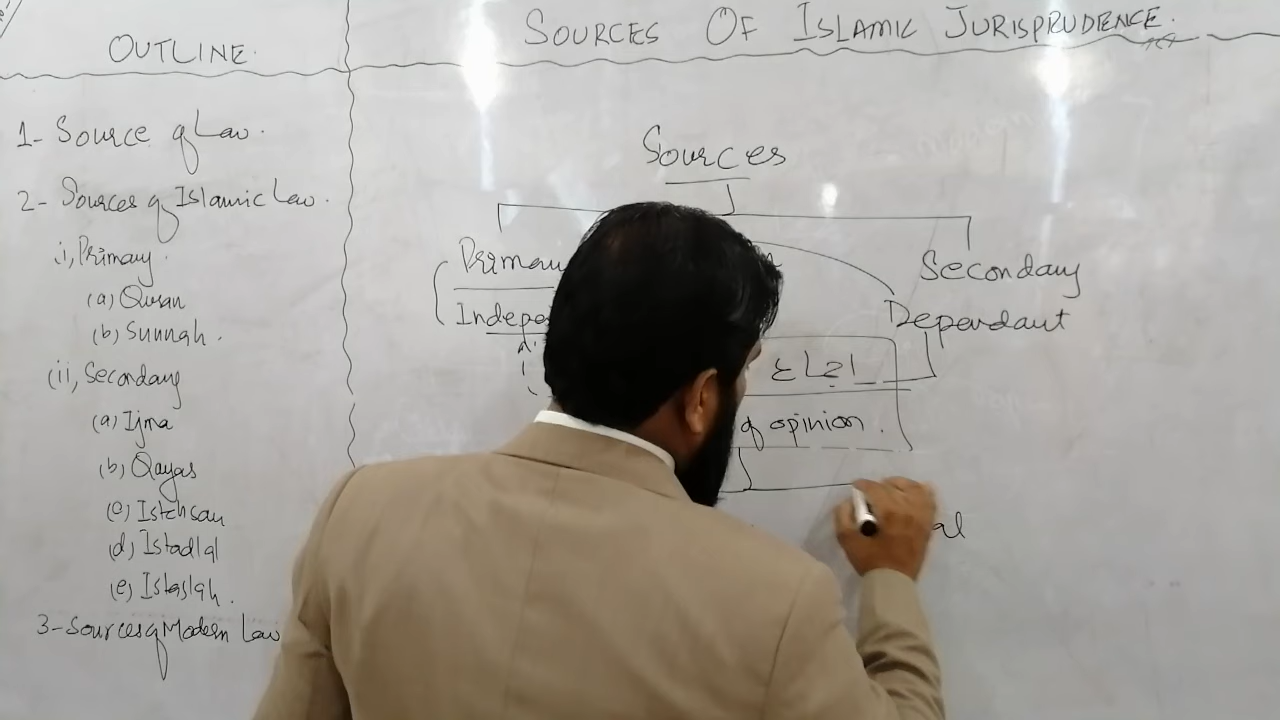 OUTLINE.
1- Source of Law.
2- Sources of Islamic Law.
i, Primary.
(a) Quran
(b) Sunnah.
(ii, Secondary
(a) Ijma
(b) Qayas
(c) Istehsan
(d) Istadlal
(e) Istaslah.
3- Sources of Modern Law
SOURCES OF ISLAMIC JURISPRUDENCE.
Sources
Secondary
Dependant
اجماع
of opinion.